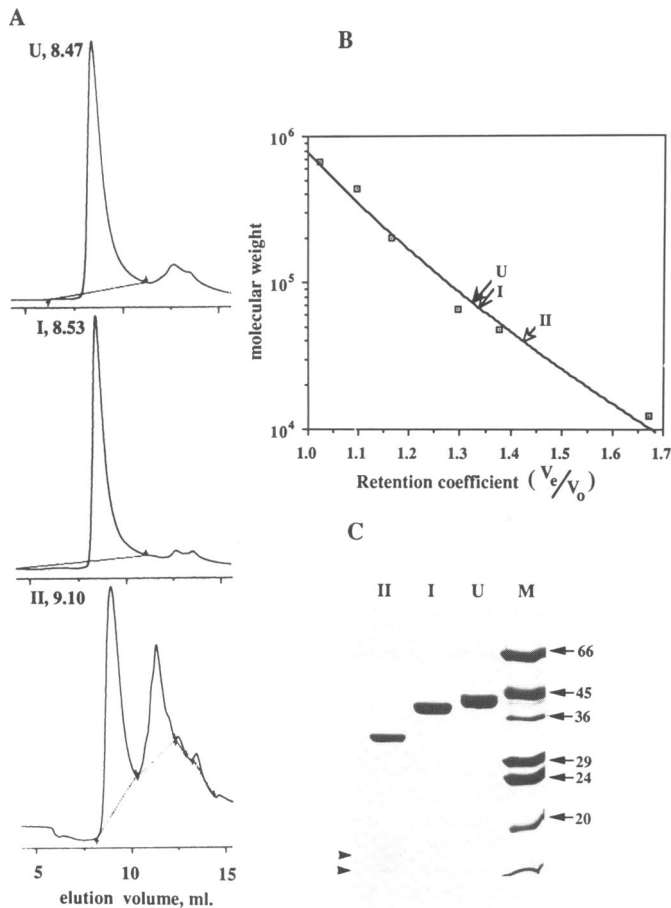 A
U, 8.47
I, 8.53
II, 9.10
5 10 15
elution volume, ml.
B
10^6
10^5
10^4
molecular weight
U
I
II
1.0 1.1 1.2 1.3 1.4 1.5 1.6 1.7
Retention coefficient (Ve/Vo)
C
II I U M
66
45
36
29
24
20